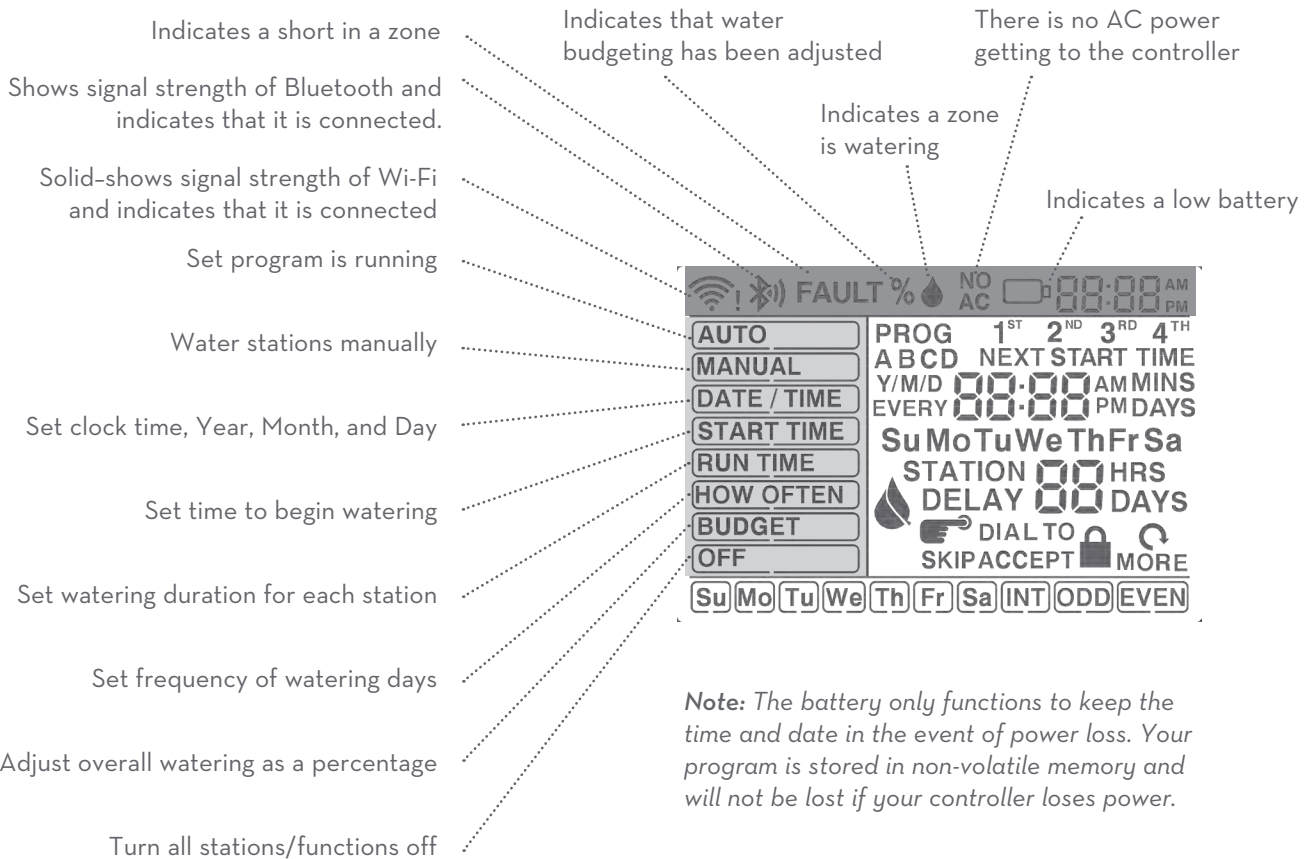 Indicates a short in a zone
Shows signal strength of Bluetooth and
indicates that it is connected.
Solid–shows signal strength of Wi-Fi
and indicates that it is connected
Set program is running
Water stations manually
Set clock time, Year, Month, and Day
Set time to begin watering
Set watering duration for each station
Set frequency of watering days
Adjust overall watering as a percentage
Turn all stations/functions off
Indicates that water
budgeting has been adjusted
There is no AC power
getting to the controller
Indicates a zone
is watering
Indicates a low battery
! FAULT % NO AC 88:88 AM PM
AUTO
MANUAL
DATE / TIME
START TIME
RUN TIME
HOW OFTEN
BUDGET
OFF
PROG 1ST 2ND 3RD 4TH
A B C D NEXT START TIME
Y/M/D 88:88 AM MINS
EVERY PM DAYS
Su Mo Tu We Th Fr Sa
STATION 88 HRS
DELAY DAYS
DIAL TO
SKIP ACCEPT MORE
Su Mo Tu We Th Fr Sa INT ODD EVEN
Note: The battery only functions to keep the
time and date in the event of power loss. Your
program is stored in non-volatile memory and
will not be lost if your controller loses power.